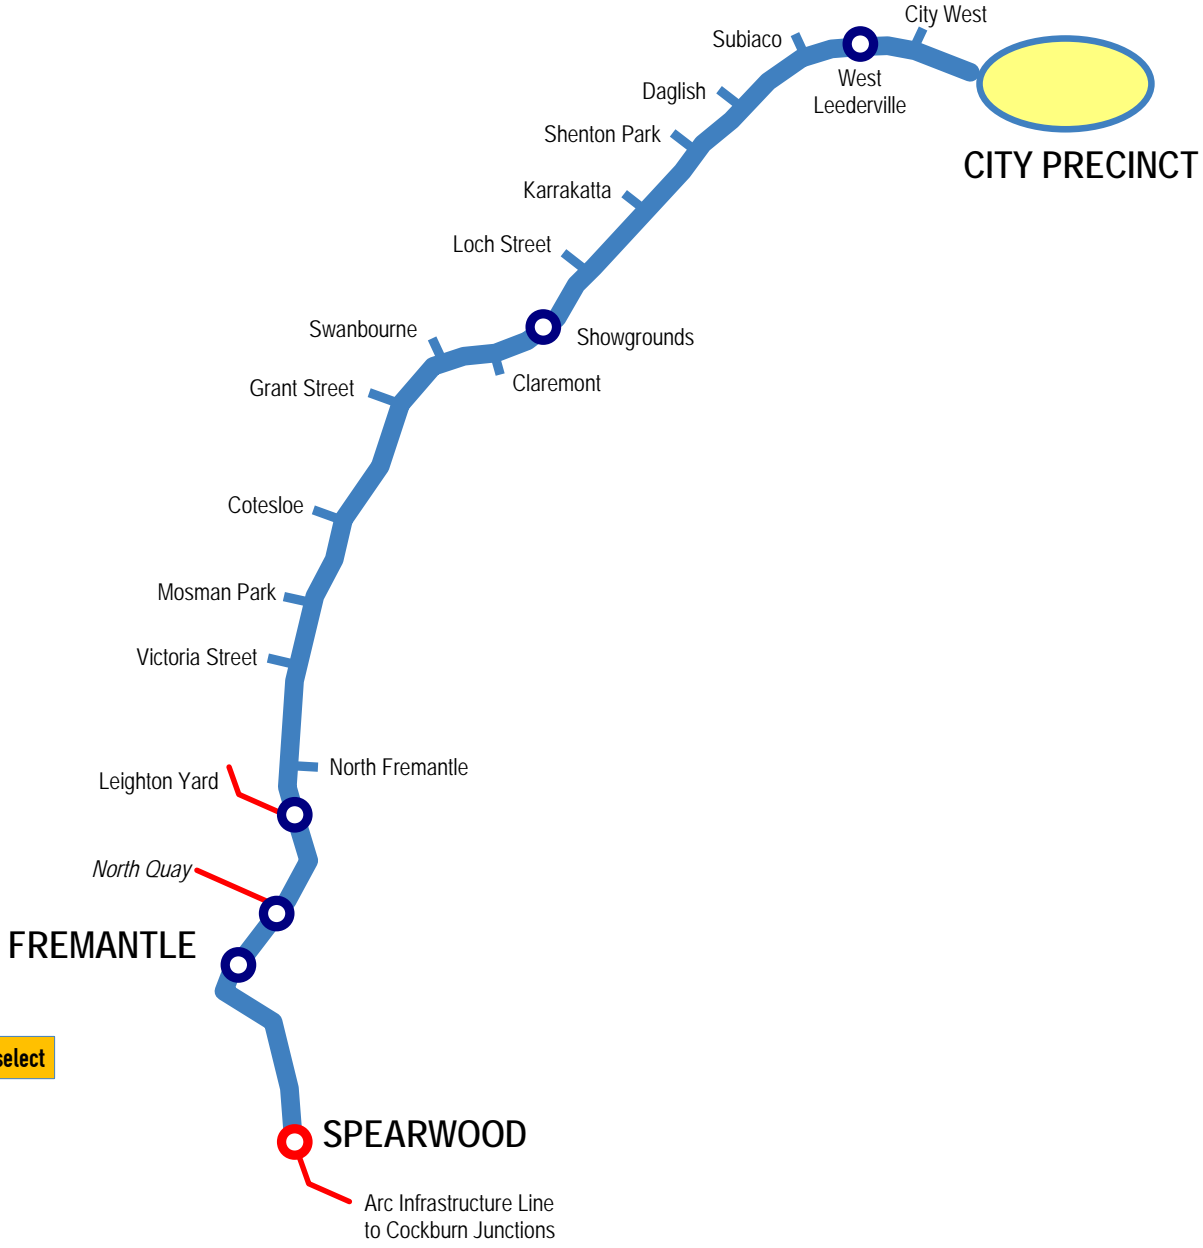 City West
Subiaco
West
Leederville
Daglish
Shenton Park
CITY PRECINCT
Karrakatta
Loch Street
Swanbourne
Showgrounds
Claremont
Grant Street
Cotesloe
Mosman Park
Victoria Street
North Fremantle
Leighton Yard
North Quay
FREMANTLE
select
SPEARWOOD
Arc Infrastructure Line
to Cockburn Junctions